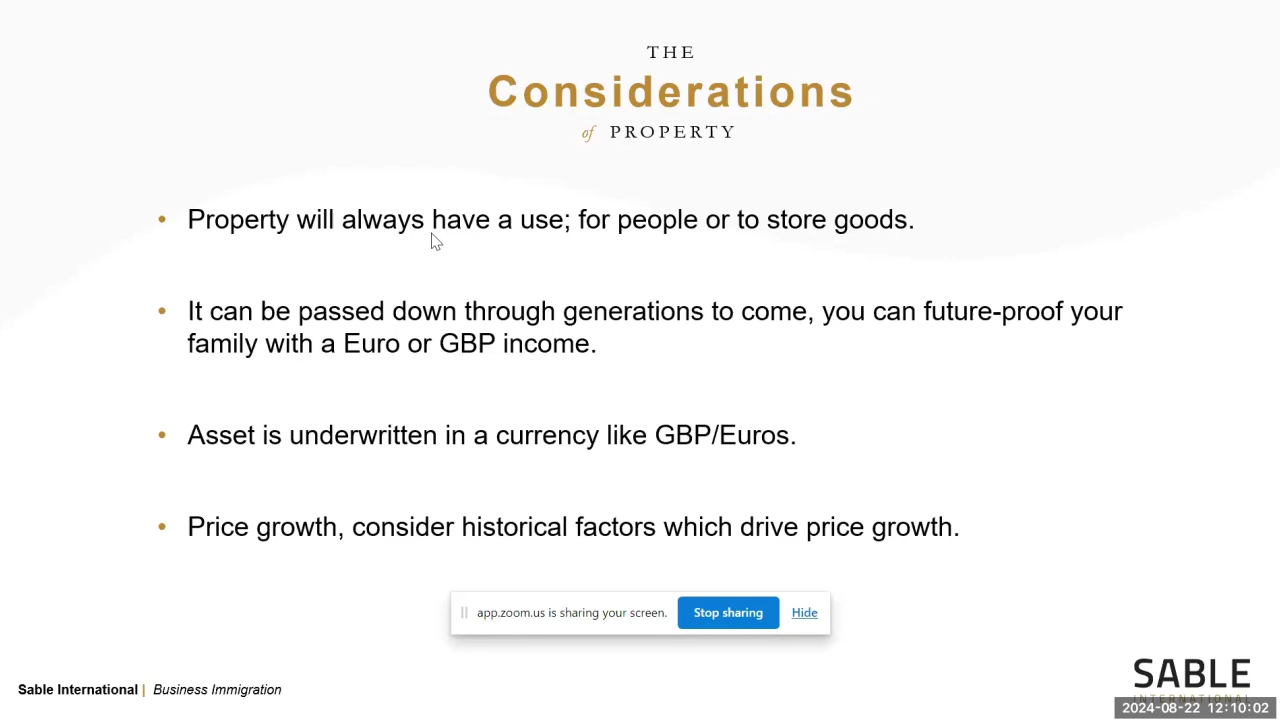 THE
Considerations
of PROPERTY
• Property will always have a use; for people or to store goods.
• It can be passed down through generations to come, you can future-proof your
family with a Euro or GBP income.
• Asset is underwritten in a currency like GBP/Euros.
• Price growth, consider historical factors which drive price growth.
app.zoom.us is sharing your screen. Stop sharing Hide
Sable International | Business Immigration
SABLE
INTERNATIONAL
2024-08-22 12:10:02